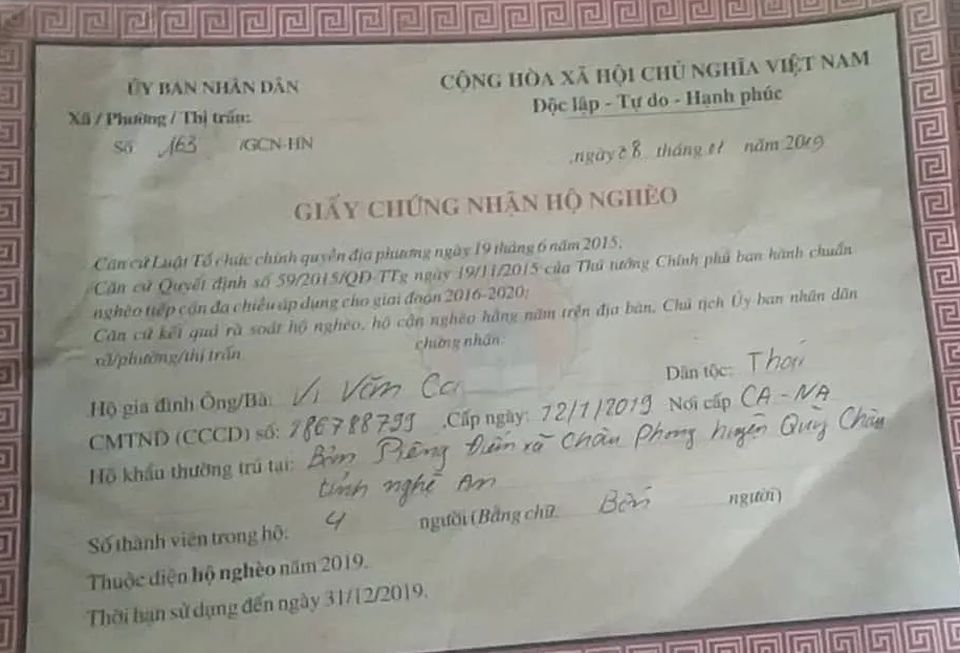 ỦY BAN NHÂN DÂN
Xã / Phường / Thị trấn:
Số 163 /GCN-HN
CỘNG HÒA XÃ HỘI CHỦ NGHĨA VIỆT NAM
Độc lập - Tự do - Hạnh phúc
ngày 08 tháng 01 năm 2019
GIẤY CHỨNG NHẬN HỘ NGHÈO
Căn cứ Luật Tổ chức chính quyền địa phương ngày 19 tháng 6 năm 2015;
Căn cứ Quyết định số 59/2015/QĐ-TTg ngày 19/11/2015 của Thủ tướng Chính phủ ban hành chuẩn
nghèo tiếp cận đa chiều áp dụng cho giai đoạn 2016-2020;
Căn cứ kết quả rà soát hộ nghèo, hộ cận nghèo hằng năm trên địa bàn, Chủ tịch Ủy ban nhân dân
xã/phường/thị trấn chứng nhận:
Hộ gia đình Ông/Bà: Vi Văn Dân tộc: Thái
CMTND (CCCD) số: 186788799 Cấp ngày: 12/1/2019 Nơi cấp CA - NA
Hộ khẩu thường trú tại: Bản Điểm xã Châu Phong huyện Quỳ Châu
tỉnh nghệ An
Số thành viên trong hộ: 4 người (Bằng chữ: Bốn người)
Thuộc diện hộ nghèo năm 2019.
Thời hạn sử dụng đến ngày 31/12/2019.